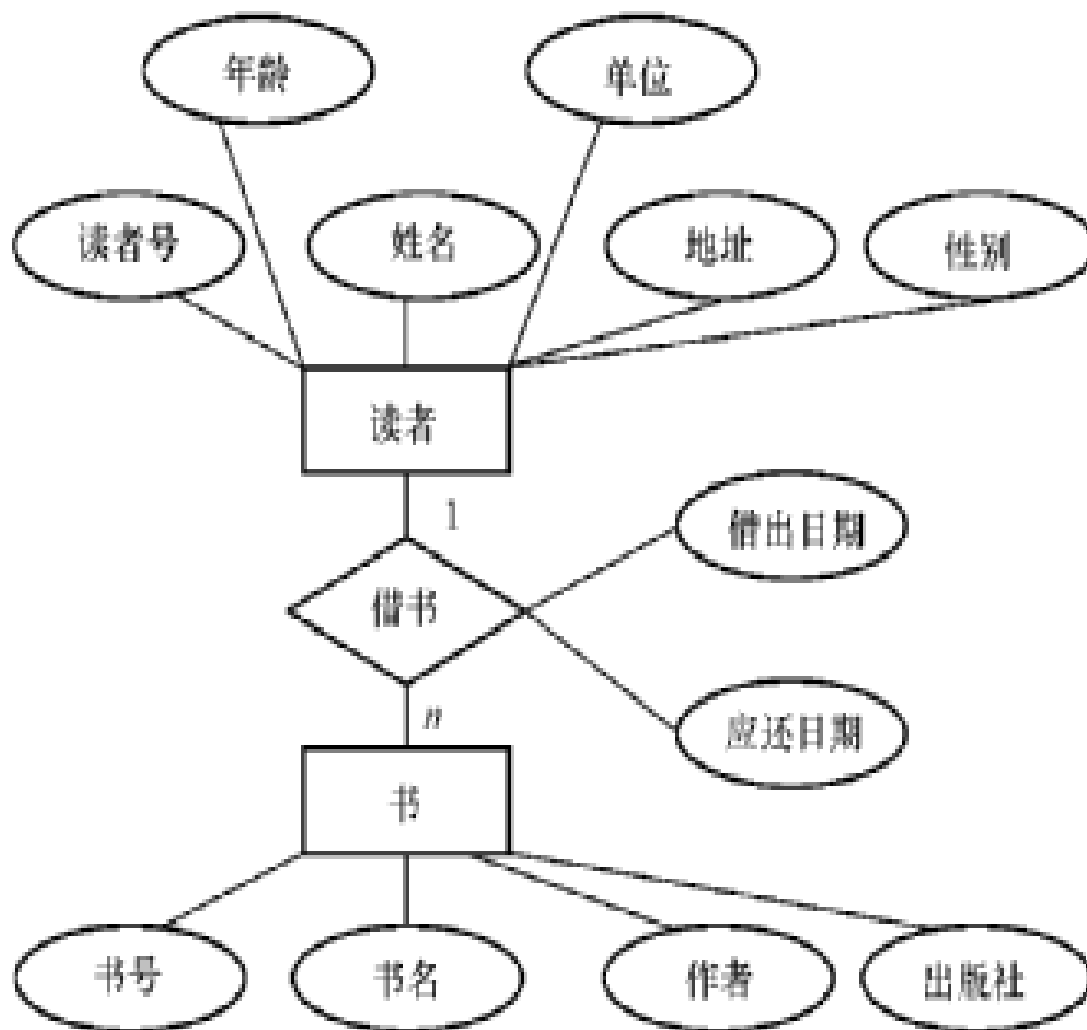 年龄
单位
读者号
姓名
地址
性别
读者
1
借出日期
借书
应还日期
n
书
书号
书名
作者
出版社